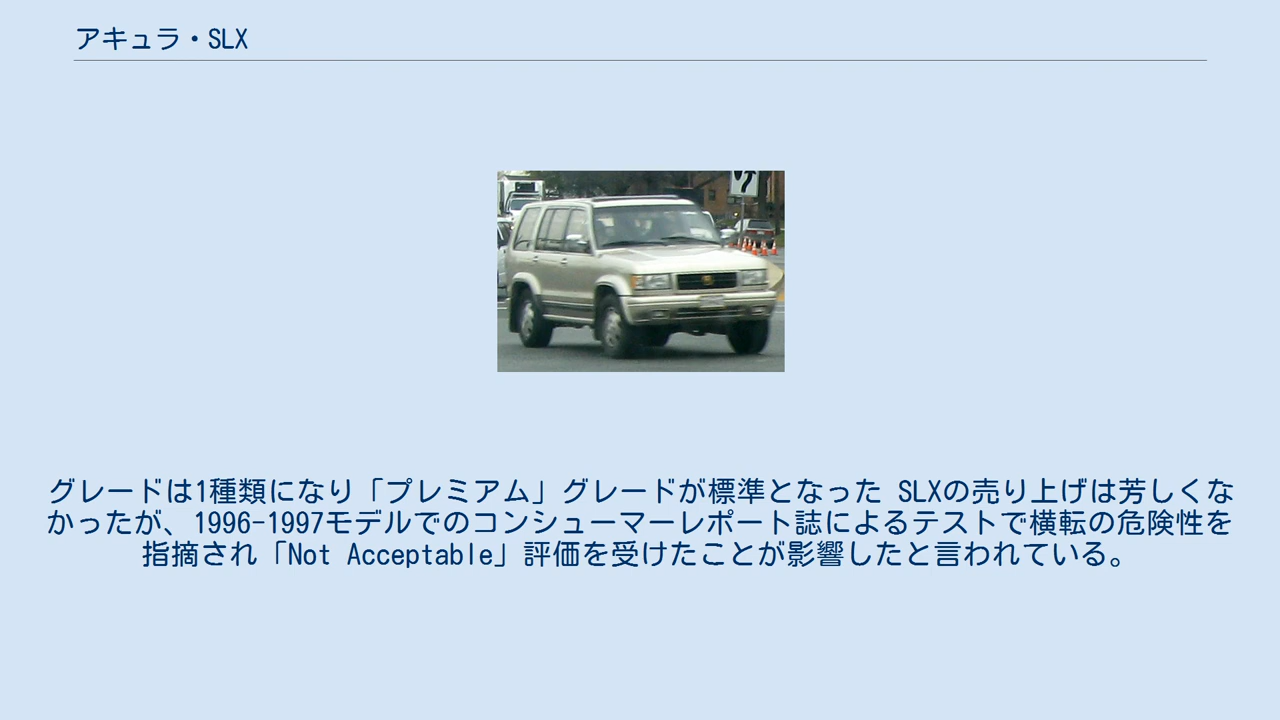 アキュラ・SLX
グレードは1種類になり「プレミアム」グレードが標準となった SLXの売り上げは芳しくな
かったが、1996-1997モデルでのコンシューマーレポート誌によるテストで横転の危険性を
指摘され「Not Acceptable」評価を受けたことが影響したと言われている。